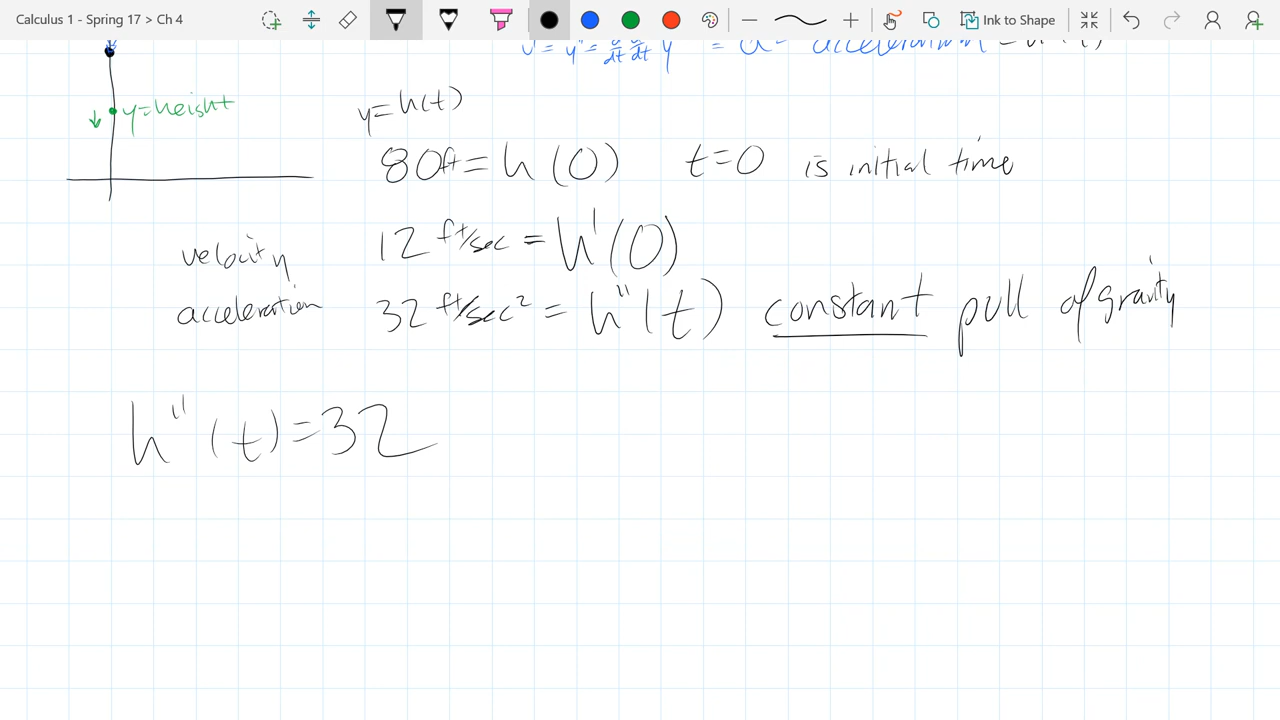 Calculus 1 - Spring 17 > Ch 4
Ink to Shape
acceleration
y=height
y=h(t)
80ft=h(0) t=0 is initial time
velocity 12 ft/sec = h'(0)
acceleration 32 ft/sec² = h"(t) constant pull of gravity
h"(t)=32